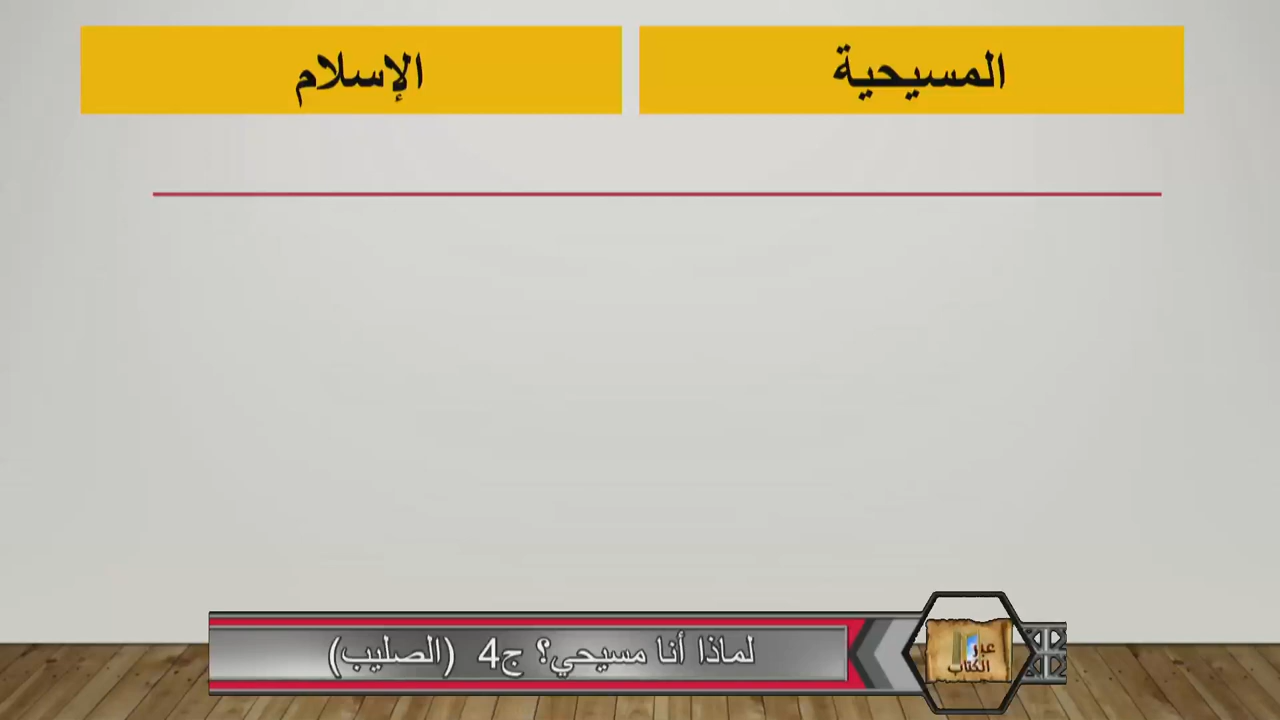 المسيحية
الإسلام
لماذا أنا مسيحي؟ ج4 (الصليب)
عبر
الكتاب